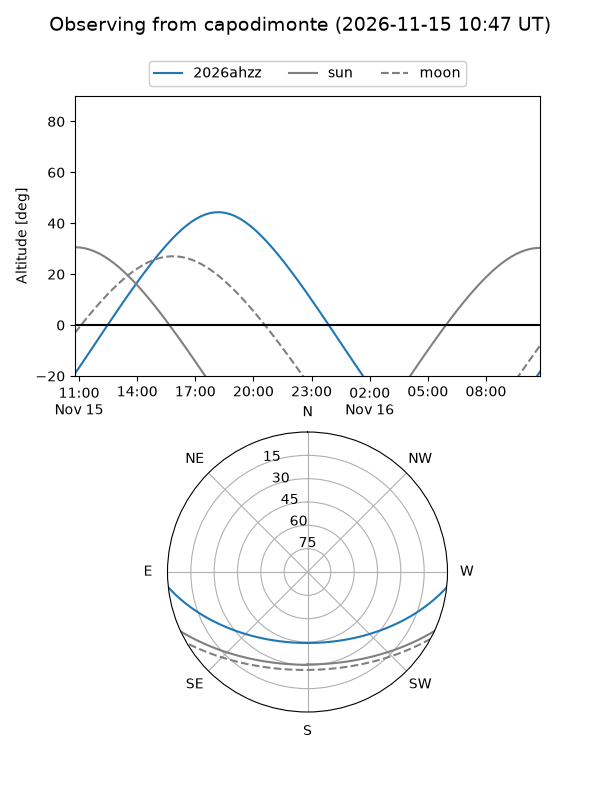 Observing from capodimonte (2026-11-15 10:47 UT)
2026ahzz sun moon
Altitude [deg]
80
60
40
20
0
−20
11:00 14:00 17:00 20:00 23:00 02:00 05:00 08:00
Nov 15 Nov 16
N
NE NW
15
30
45
60
75
E W
SE SW
S